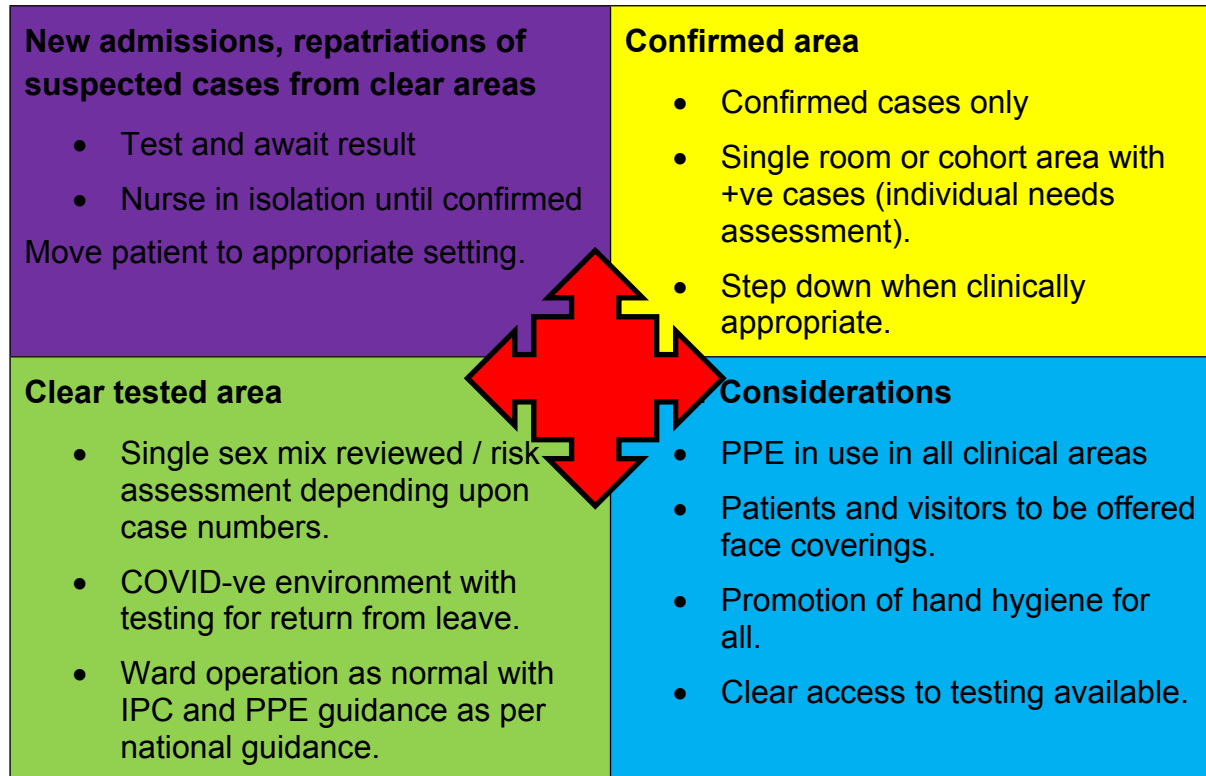 New admissions, repatriations of
suspected cases from clear areas
• Test and await result
• Nurse in isolation until confirmed
Move patient to appropriate setting.
Confirmed area
• Confirmed cases only
• Single room or cohort area with
+ve cases (individual needs
assessment).
• Step down when clinically
appropriate.
Clear tested area
• Single sex mix reviewed / risk
assessment depending upon
case numbers.
• COVID-ve environment with
testing for return from leave.
• Ward operation as normal with
IPC and PPE guidance as per
national guidance.
Considerations
• PPE in use in all clinical areas
• Patients and visitors to be offered
face coverings.
• Promotion of hand hygiene for
all.
• Clear access to testing available.